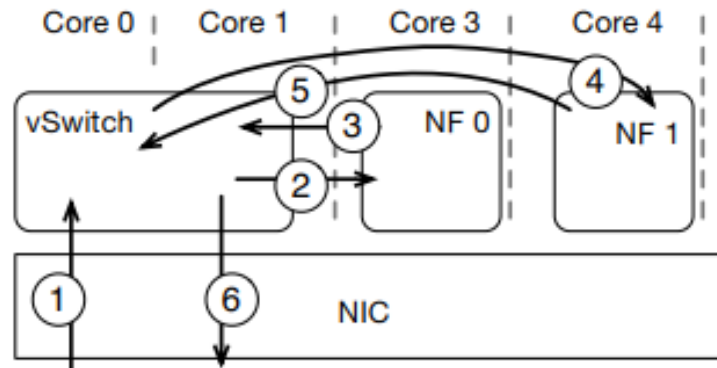 Core 0 Core 1 Core 3 Core 4
5 4
vSwitch 3 NF 0 NF 1
2
1 6 NIC